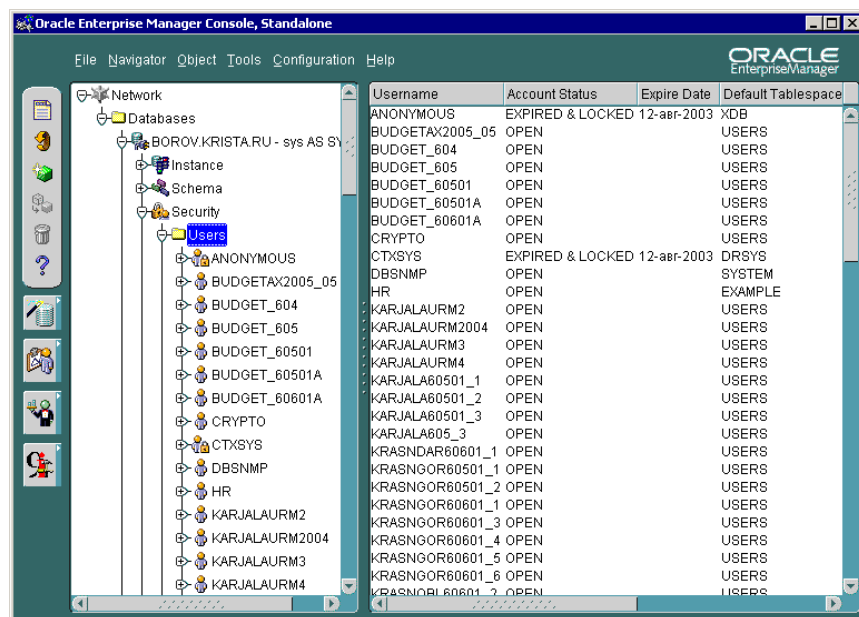 Oracle Enterprise Manager Console, Standalone
File Navigator Object Tools Configuration Help
ORACLE
EnterpriseManager
Network
Databases
BOROV.KRISTA.RU - sys AS SY
Instance
Schema
Security
Users
ANONYMOUS
BUDGETAX2005_05
BUDGET_604
BUDGET_605
BUDGET_60501
BUDGET_60501A
BUDGET_60601A
CRYPTO
CTXSYS
DBSNMP
HR
KARJALAURM2
KARJALAURM2004
KARJALAURM3
KARJALAURM4
Username Account Status Expire Date Default Tablespace
ANONYMOUS EXPIRED & LOCKED 12-авг-2003 XDB
BUDGETAX2005_05 OPEN USERS
BUDGET_604 OPEN USERS
BUDGET_605 OPEN USERS
BUDGET_60501 OPEN USERS
BUDGET_60501A OPEN USERS
BUDGET_60601A OPEN USERS
CRYPTO OPEN USERS
CTXSYS EXPIRED & LOCKED 12-авг-2003 DRSYS
DBSNMP OPEN SYSTEM
HR OPEN EXAMPLE
KARJALAURM2 OPEN USERS
KARJALAURM2004 OPEN USERS
KARJALAURM3 OPEN USERS
KARJALAURM4 OPEN USERS
KARJALA60501_1 OPEN USERS
KARJALA60501_2 OPEN USERS
KARJALA60501_3 OPEN USERS
KARJALA605_3 OPEN USERS
KRASNDAR60601_1 OPEN USERS
KRASNGOR60501_1 OPEN USERS
KRASNGOR60501_2 OPEN USERS
KRASNGOR60601_1 OPEN USERS
KRASNGOR60601_3 OPEN USERS
KRASNGOR60601_4 OPEN USERS
KRASNGOR60601_5 OPEN USERS
KRASNGOR60601_6 OPEN USERS
KRASNOBL60601_2 OPEN USERS